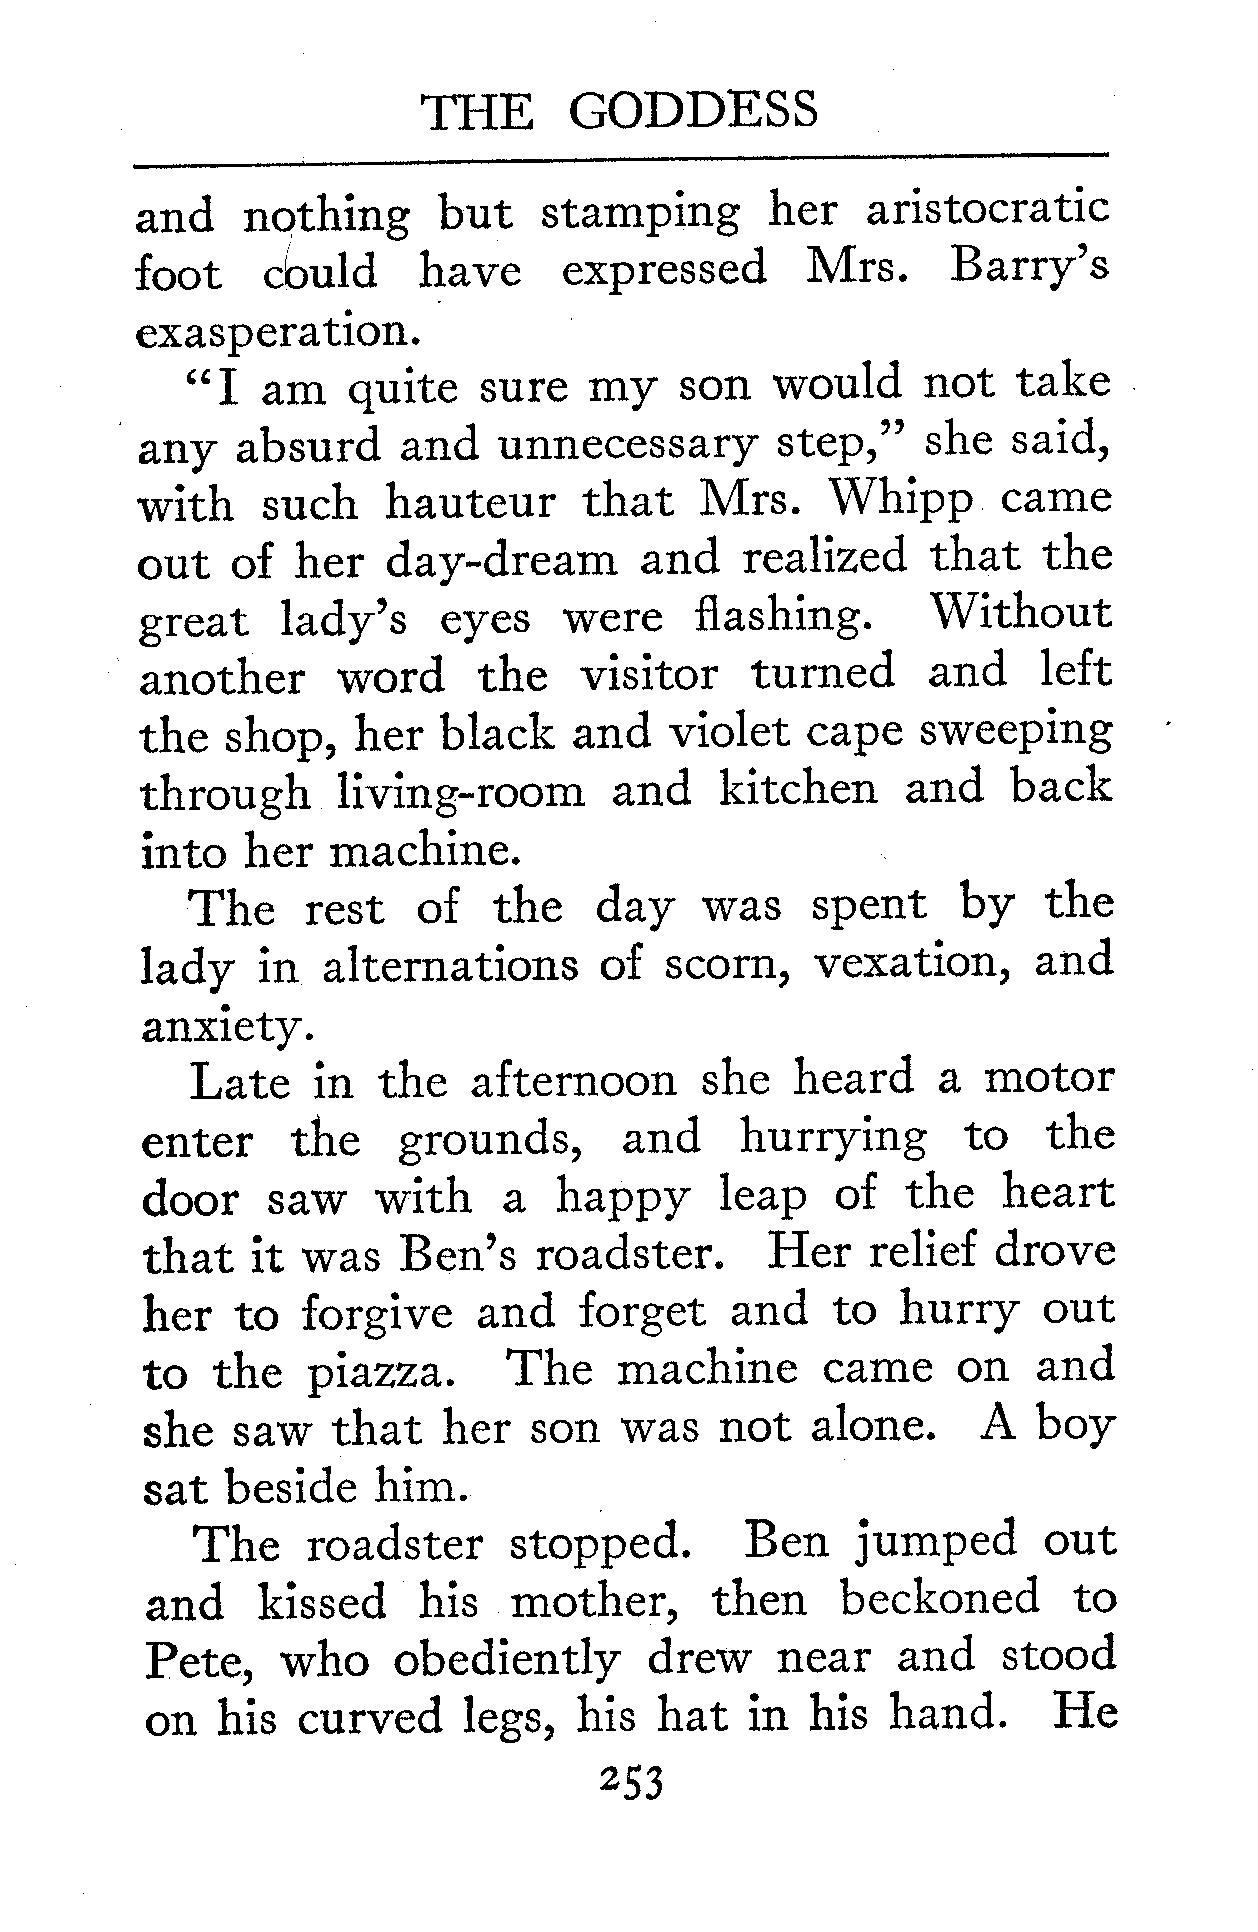 THE GODDESS
and nothing but stamping her aristocratic
foot could have expressed Mrs. Barry's
exasperation.
"I am quite sure my son would not take
any absurd and unnecessary step," she said,
with such hauteur that Mrs. Whipp came
out of her day-dream and realized that the
great lady's eyes were flashing. Without
another word the visitor turned and left
the shop, her black and violet cape sweeping
through living-room and kitchen and back
into her machine.
The rest of the day was spent by the
lady in alternations of scorn, vexation, and
anxiety.
Late in the afternoon she heard a motor
enter the grounds, and hurrying to the
door saw with a happy leap of the heart
that it was Ben's roadster. Her relief drove
her to forgive and forget and to hurry out
to the piazza. The machine came on and
she saw that her son was not alone. A boy
sat beside him.
The roadster stopped. Ben jumped out
and kissed his mother, then beckoned to
Pete, who obediently drew near and stood
on his curved legs, his hat in his hand. He
253